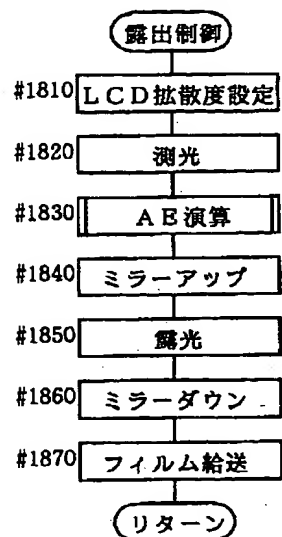 露出制御
#1810 LCD拡散度設定
#1820 測光
#1830 AE演算
#1840 ミラーアップ
#1850 露光
#1860 ミラーダウン
#1870 フィルム給送
リターン